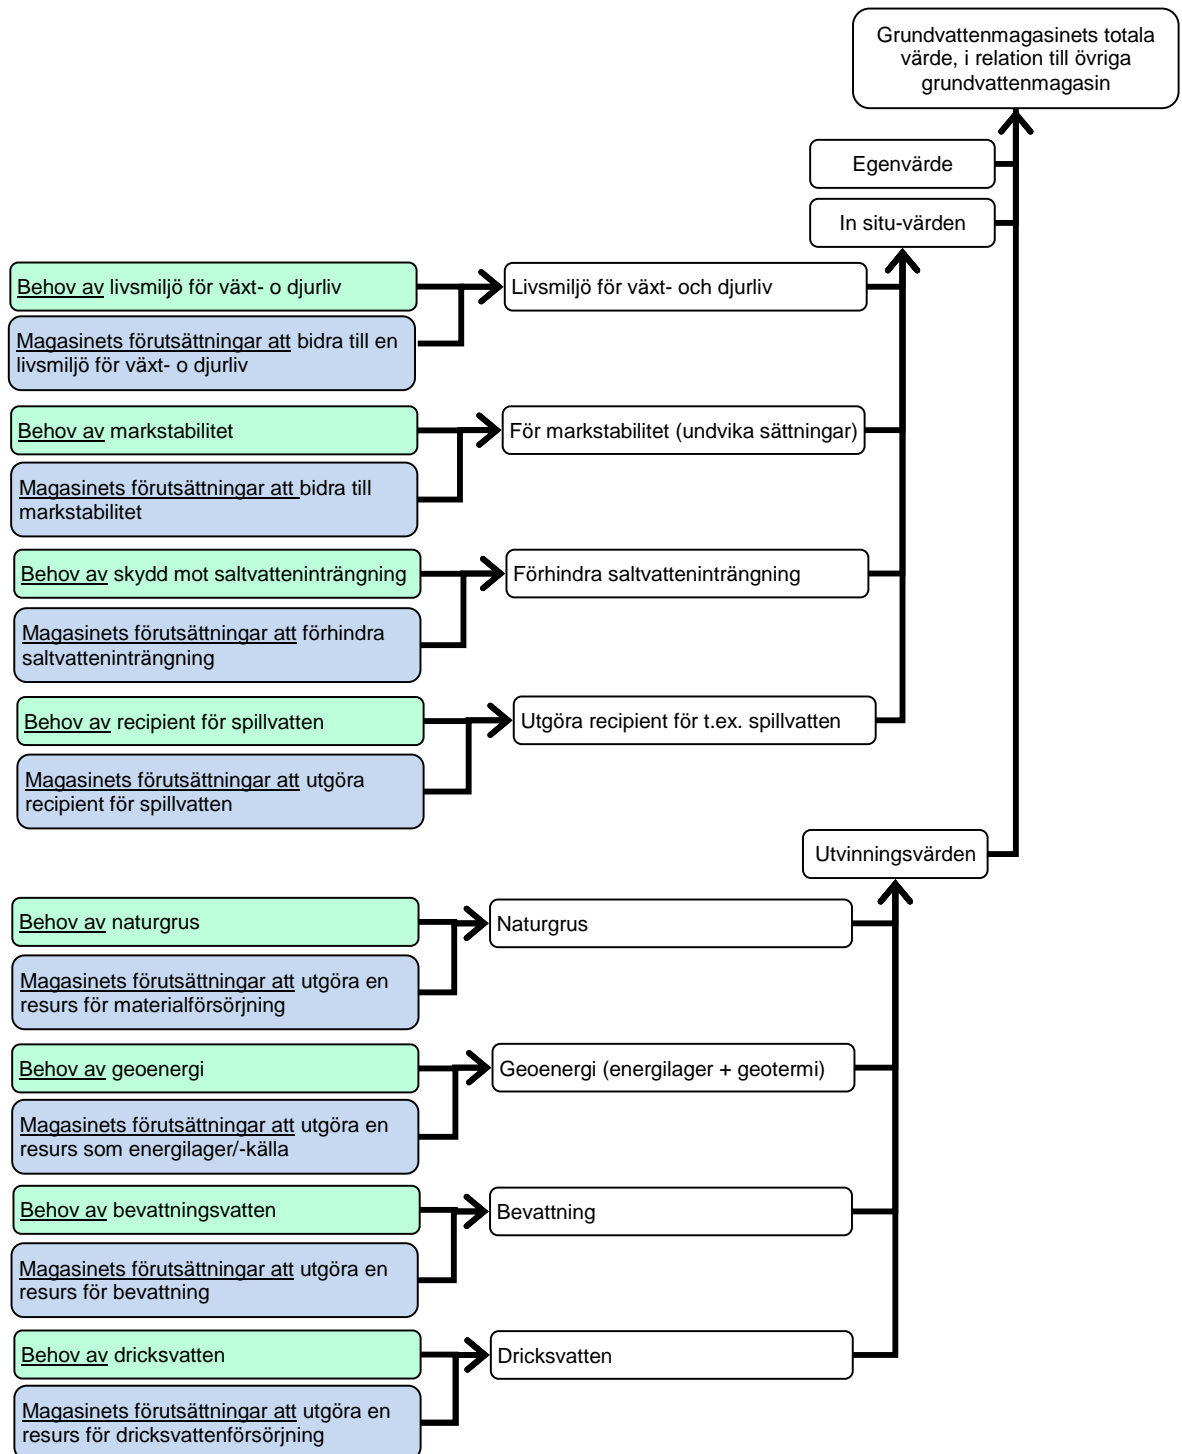 Grundvattenmagasinets totala
värde, i relation till övriga
grundvattenmagasin
Egenvärde
In situ-värden
Behov av livsmiljö för växt- o djurliv
Livsmiljö för växt- och djurliv
Magasinets förutsättningar att bidra till en
livsmiljö för växt- o djurliv
Behov av markstabilitet
För markstabilitet (undvika sättningar)
Magasinets förutsättningar att bidra till
markstabilitet
Behov av skydd mot saltvatteninträngning
Förhindra saltvatteninträngning
Magasinets förutsättningar att förhindra
saltvatteninträngning
Behov av recipient för spillvatten
Utgöra recipient för t.ex. spillvatten
Magasinets förutsättningar att utgöra
recipient för spillvatten
Utvinningsvärden
Behov av naturgrus
Naturgrus
Magasinets förutsättningar att utgöra en
resurs för materialförsörjning
Behov av geoenergi
Geoenergi (energilager + geotermi)
Magasinets förutsättningar att utgöra en
resurs som energilager/-källa
Behov av bevattningsvatten
Bevattning
Magasinets förutsättningar att utgöra en
resurs för bevattning
Behov av dricksvatten
Dricksvatten
Magasinets förutsättningar att utgöra en
resurs för dricksvattenförsörjning